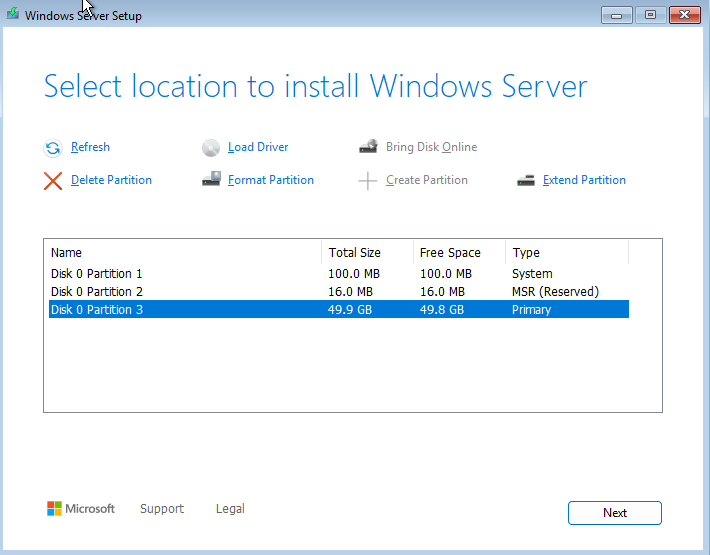 Windows Server Setup
Select location to install Windows Server
Refresh Load Driver Bring Disk Online
Delete Partition Format Partition Create Partition Extend Partition
Name Total Size Free Space Type
Disk 0 Partition 1 100.0 MB 100.0 MB System
Disk 0 Partition 2 16.0 MB 16.0 MB MSR (Reserved)
Disk 0 Partition 3 49.9 GB 49.8 GB Primary
Microsoft Support Legal
Next